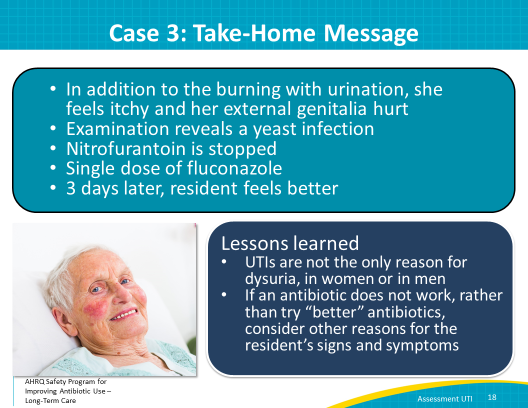 Case 3: Take-Home Message
• In addition to the burning with urination, she
feels itchy and her external genitalia hurt
• Examination reveals a yeast infection
• Nitrofurantoin is stopped
• Single dose of fluconazole
• 3 days later, resident feels better
Lessons learned
• UTIs are not the only reason for
dysuria, in women or in men
• If an antibiotic does not work, rather
than try “better” antibiotics,
consider other reasons for the
resident’s signs and symptoms
AHRQ Safety Program for
Improving Antibiotic Use –
Long-Term Care
Assessment UTI 18